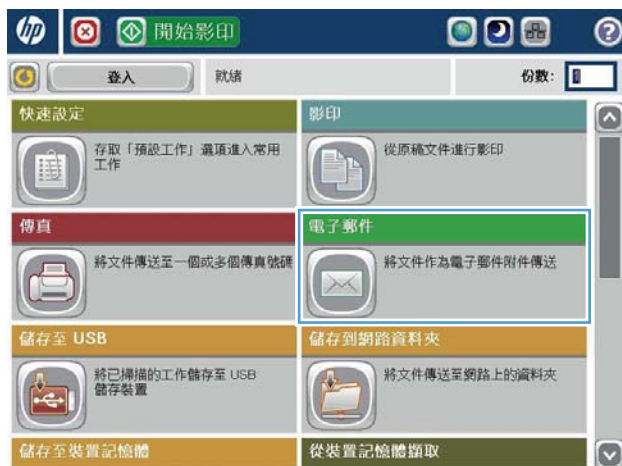 hp
開始影印
?
登入
就緒
份數:
快速設定
影印
存取「預設工作」選項進入常用
工作
從原稿文件進行影印
傳真
電子郵件
將文件傳送至一個或多個傳真號碼
將文件作為電子郵件附件傳送
儲存至 USB
儲存到網路資料夾
將已掃描的工作儲存至 USB
儲存裝置
將文件傳送至網路上的資料夾
儲存至裝置記憶體
從裝置記憶體擷取